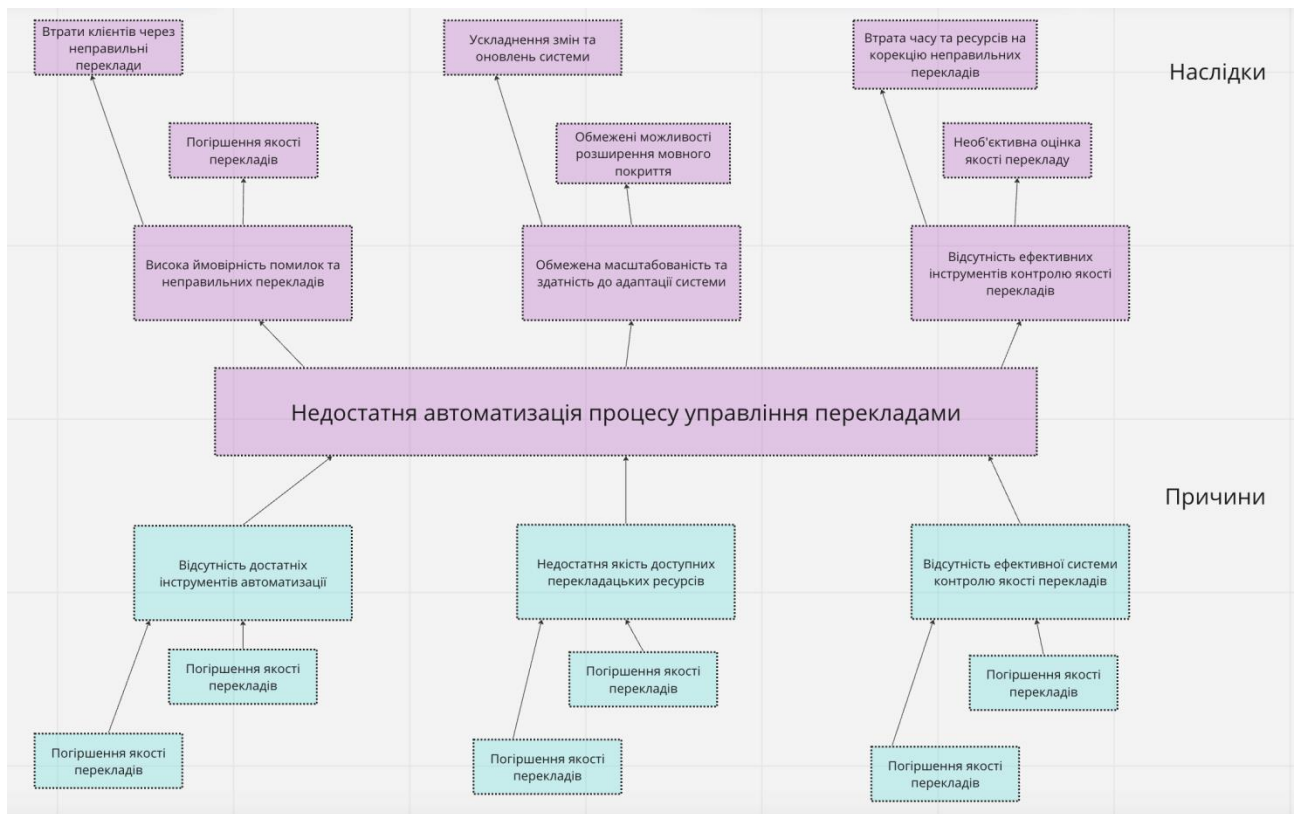 Втрати клієнтів через
неправильні
переклади
Ускладнення змін та
оновлень системи
Втрата часу та ресурсів на
корекцію неправильних
перекладів
Наслідки
Погіршення якості
перекладів
Обмежені можливості
розширення мовного
покриття
Необ'єктивна оцінка
якості перекладу
Висока ймовірність помилок та
неправильних перекладів
Обмежена масштабованість та
здатність до адаптації системи
Відсутність ефективних
інструментів контролю якості
перекладів
Недостатня автоматизація процесу управління перекладами
Причини
Відсутність достатніх
інструментів автоматизації
Недостатня якість доступних
перекладацьких ресурсів
Відсутність ефективної системи
контролю якості перекладів
Погіршення якості
перекладів
Погіршення якості
перекладів
Погіршення якості
перекладів
Погіршення якості
перекладів
Погіршення якості
перекладів
Погіршення якості
перекладів